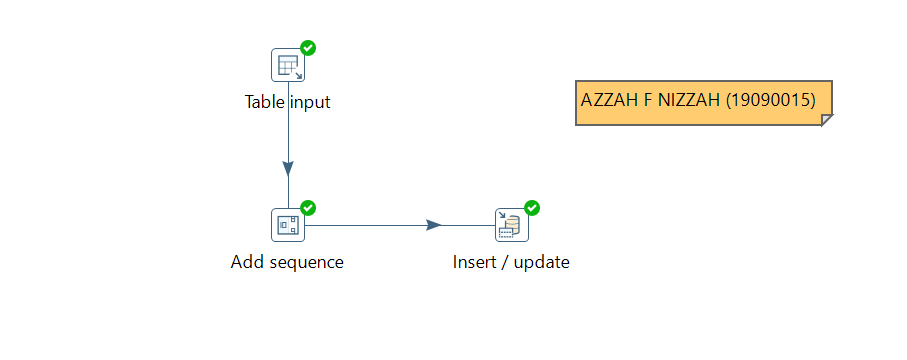 Table input
AZZAH F NIZZAH (19090015)
Add sequence
Insert / update